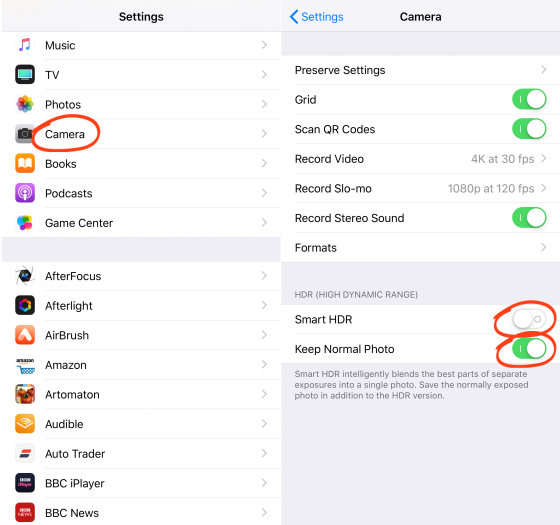 Settings
Music
TV
Photos
Camera
Books
Podcasts
Game Center
AfterFocus
Afterlight
AirBrush
amazon
Amazon
Artomaton
Audible
Auto Trader
BBC iPlayer
BBC NEWS
BBC News
Settings
Camera
Preserve Settings
Grid
Scan QR Codes
Record Video 4K at 30 fps
Record Slo-mo 1080p at 120 fps
Record Stereo Sound
Formats
HDR (HIGH DYNAMIC RANGE)
Smart HDR
Keep Normal Photo
Smart HDR intelligently blends the best parts of separate
exposures into a single photo. Save the normally exposed
photo in addition to the HDR version.